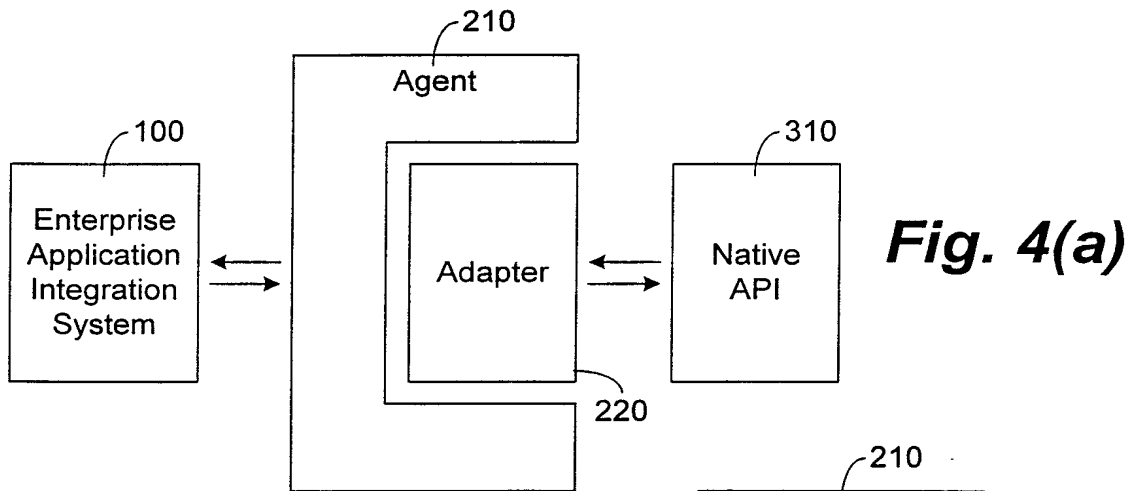 210
Agent
100
310
Enterprise
Application
Integration
System
Adapter
Native
API
Fig. 4(a)
220
210